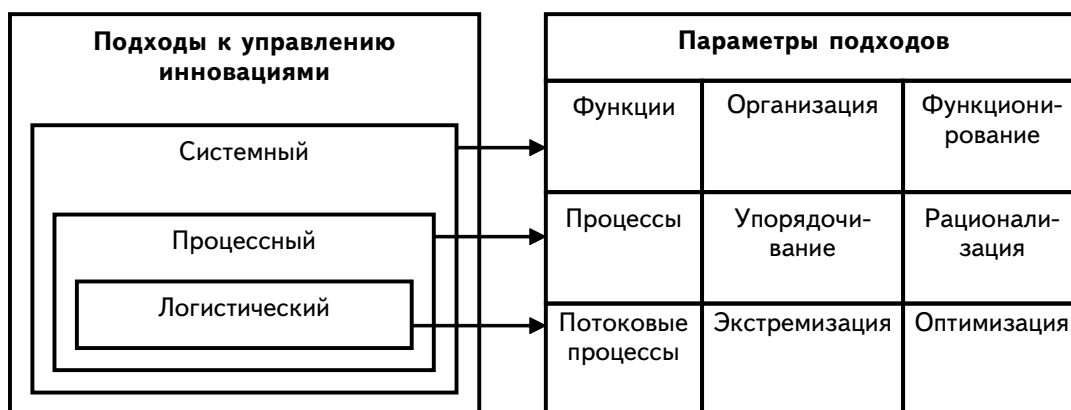 Подходы к управлению
инновациями
Системный
Процессный
Логистический
Параметры подходов
Функции
Организация
Функциони-
рование
Процессы
Упорядочи-
вание
Рационали-
зация
Потоковые
процессы
Экстремизация
Оптимизация